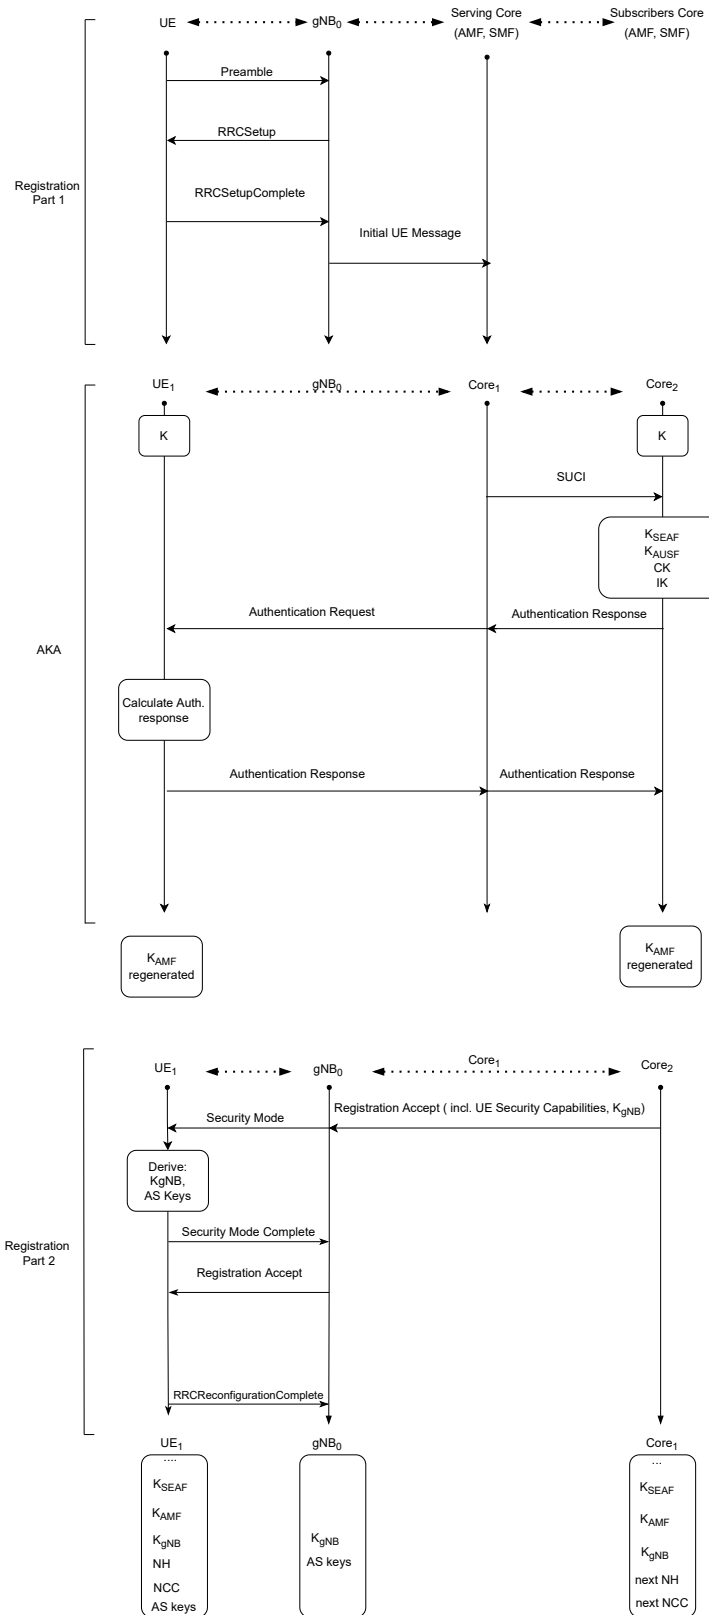 UE gNB0 Serving Core Subscribers Core
(AMF, SMF) (AMF, SMF)
Preamble
RRCSetup
Registration
Part 1
RRCSetupComplete
Initial UE Message
UE1 gNB0 Core1 Core2
K K
SUCI
KSEAF
KAUSF
CK
IK
Authentication Request Authentication Response
AKA
Calculate Auth.
response
Authentication Response Authentication Response
KAMF
regenerated
KAMF
regenerated
UE1 gNB0 Core1 Core2
Registration Accept ( incl. UE Security Capabilities, KgNB)
Security Mode
Derive:
KgNB,
AS Keys
Security Mode Complete
Registration
Part 2
Registration Accept
RRCReconfigurationComplete
UE1 gNB0 Core1
....
KSEAF
KAMF
KgNB
NH
NCC
AS keys
KgNB
AS keys
...
KSEAF
KAMF
KgNB
next NH
next NCC